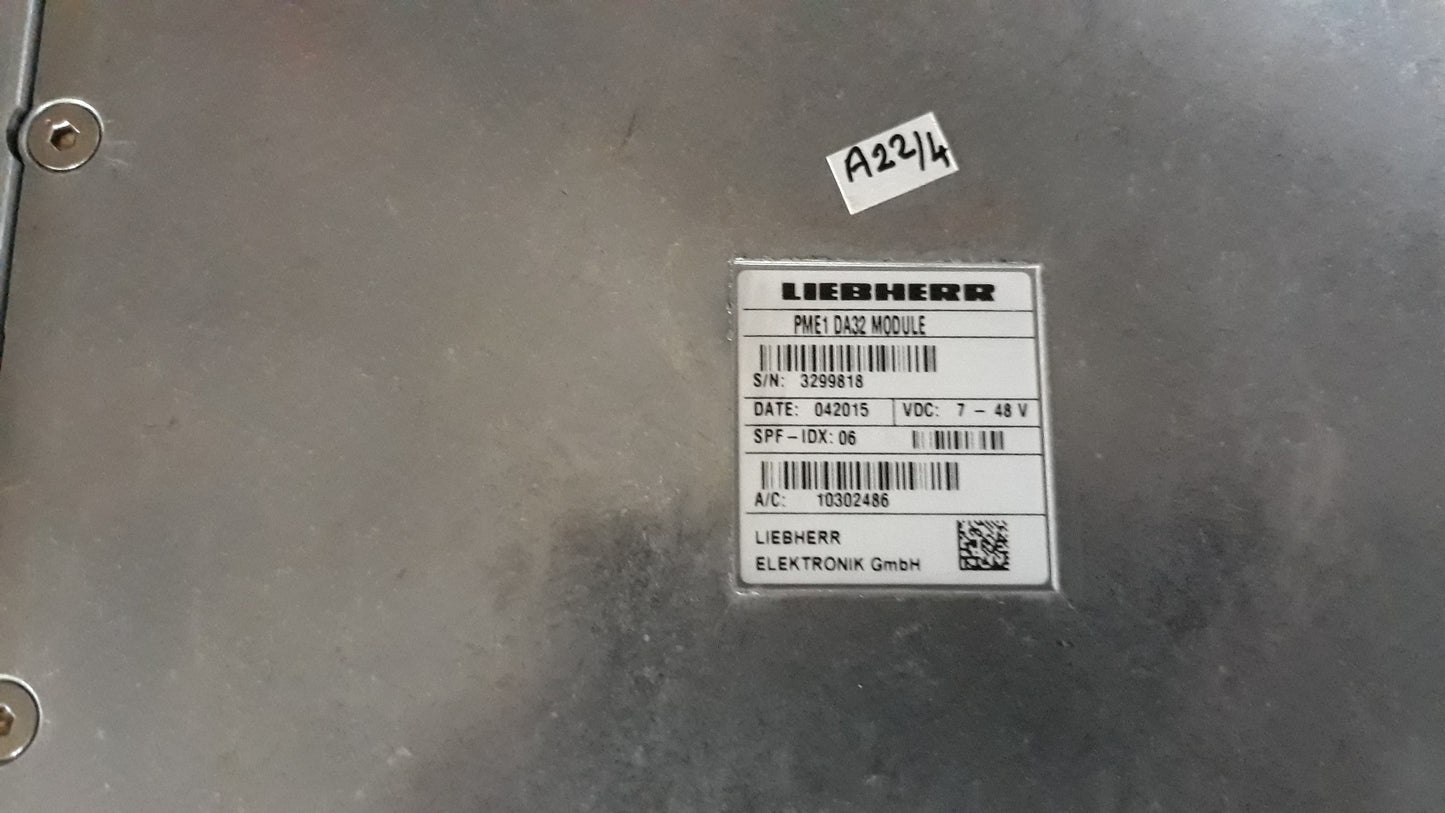 A22/4
LIEBHERR
PME1 DA32 MODULE
S/N: 3299818
DATE: 042015 VDC: 7 - 48 V
SPF-IDX: 06
A/C: 10302486
LIEBHERR
ELEKTRONIK GmbH